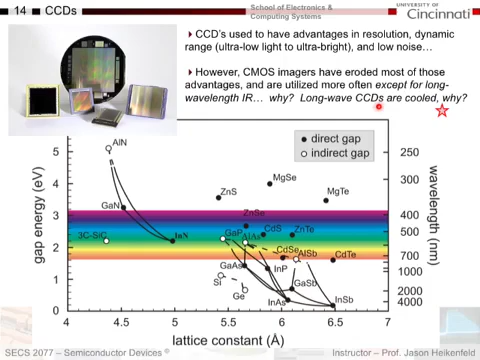 14 CCDs
School of Electronics &
Computing Systems
UNIVERSITY OF
Cincinnati
CCD's used to have advantages in resolution, dynamic
range (ultra-low light to ultra-bright), and low noise…
However, CMOS imagers have eroded most of those
advantages, and are utilized more often except for long-
wavelength IR… why? Long-wave CCDs are cooled, why?
direct gap
indirect gap
gap energy (eV)
5
4
3
2
1
0
AlN
GaN
3C-SiC
InN
ZnS
MgSe
MgTe
ZnSe
GaP
AlAs
CdS
ZnTe
CdSe
AlSb
CdTe
GaAs
InP
Si
Ge
GaSb
InAs
InSb
250
300
400
500
700
1000
2000
4000
wavelength (nm)
4 4.5 5 5.5 6 6.5 7
lattice constant (Å)
SECS 2077 – Semiconductor Devices ©
Instructor – Prof. Jason Heikenfeld